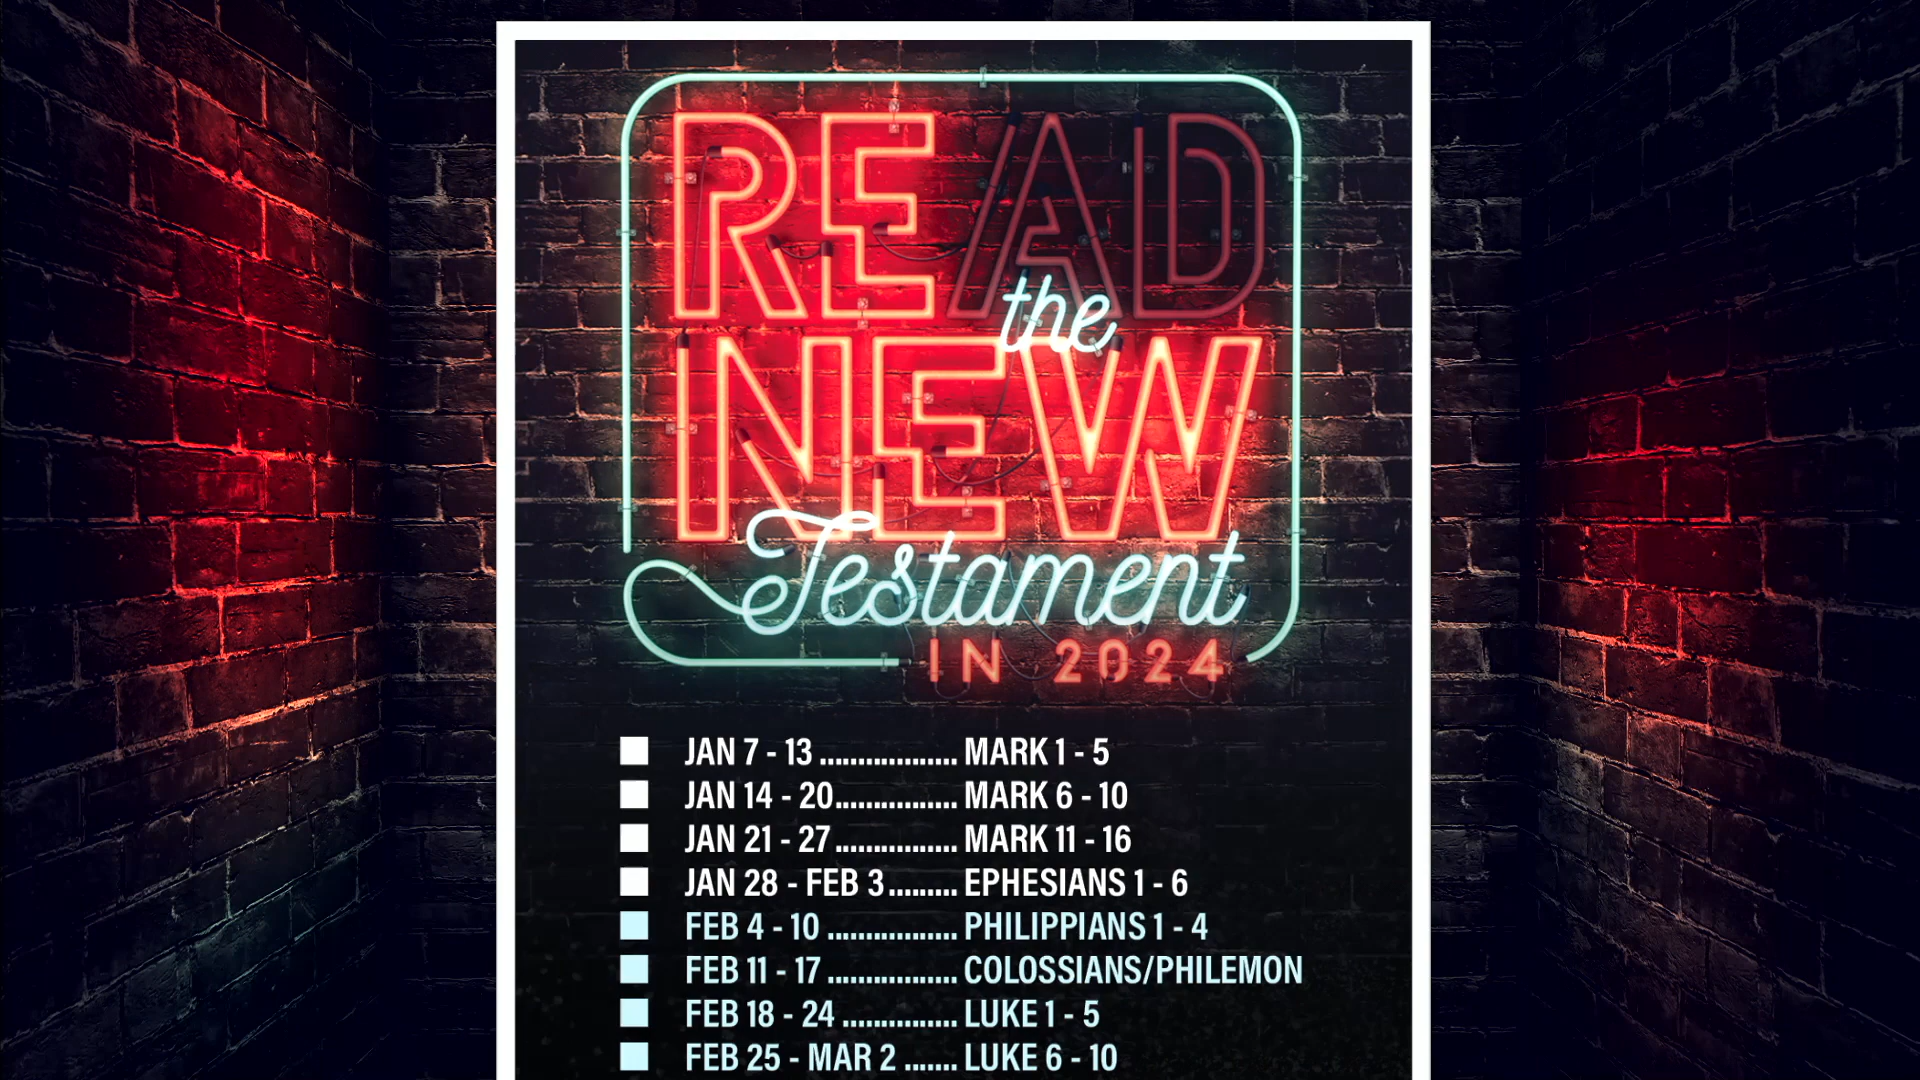 READ
the
NEW
Testament
IN 2024
JAN 7 - 13 .................. MARK 1 - 5
JAN 14 - 20................ MARK 6 - 10
JAN 21 - 27................ MARK 11 - 16
JAN 28 - FEB 3......... EPHESIANS 1 - 6
FEB 4 - 10 ................. PHILIPPIANS 1 - 4
FEB 11 - 17 ................. COLOSSIANS/PHILEMON
FEB 18 - 24 ............... LUKE 1 - 5
FEB 25 - MAR 2 ....... LUKE 6 - 10